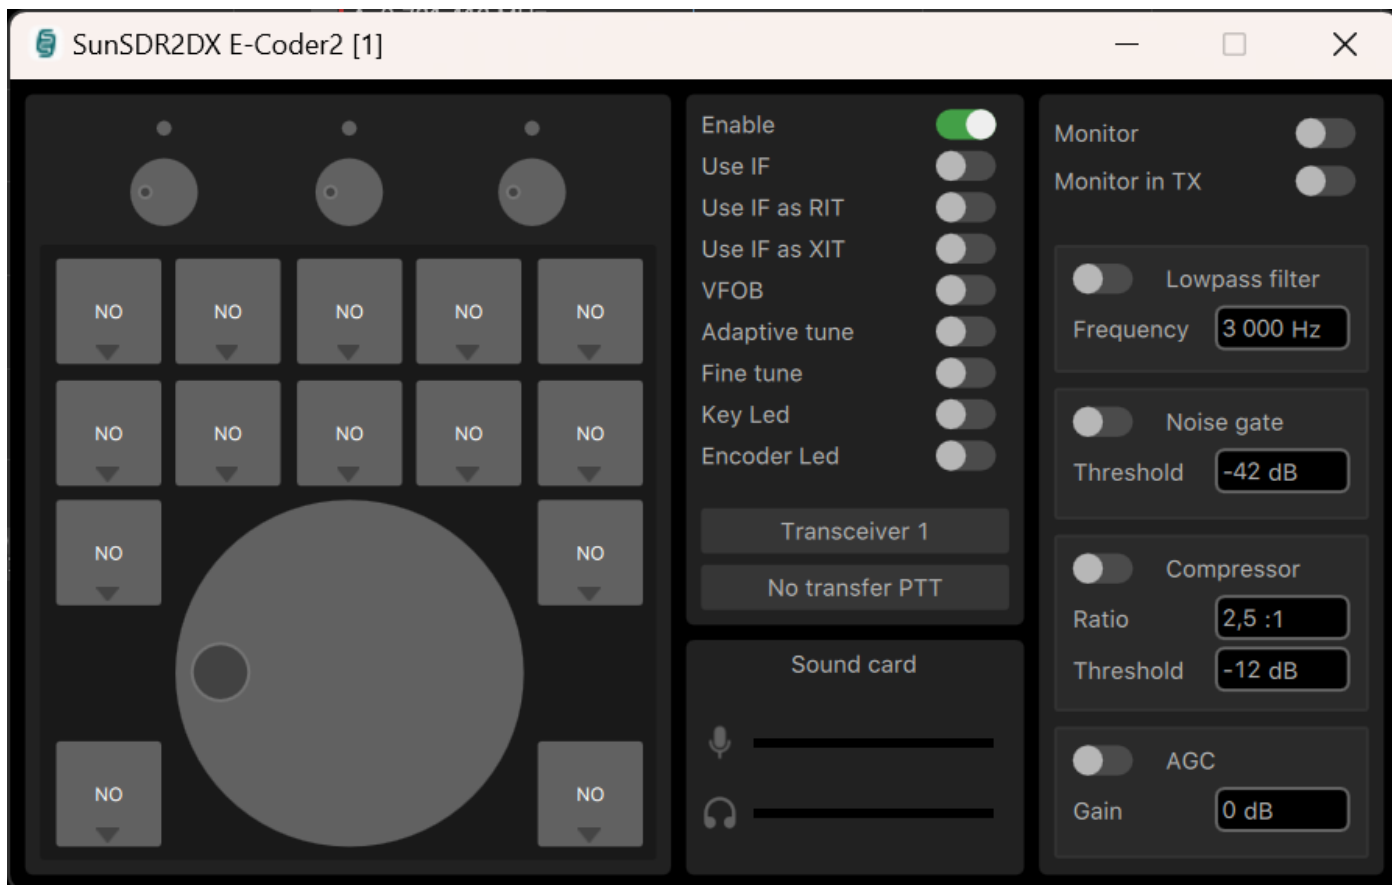 SunSDR2DX E-Coder2 [1]
NO NO NO NO NO
NO NO NO NO NO
NO NO
NO NO
Enable
Use IF
Use IF as RIT
Use IF as XIT
VFOB
Adaptive tune
Fine tune
Key Led
Encoder Led
Transceiver 1
No transfer PTT
Sound card
Monitor
Monitor in TX
Lowpass filter
Frequency 3 000 Hz
Noise gate
Threshold -42 dB
Compressor
Ratio 2,5 :1
Threshold -12 dB
AGC
Gain 0 dB